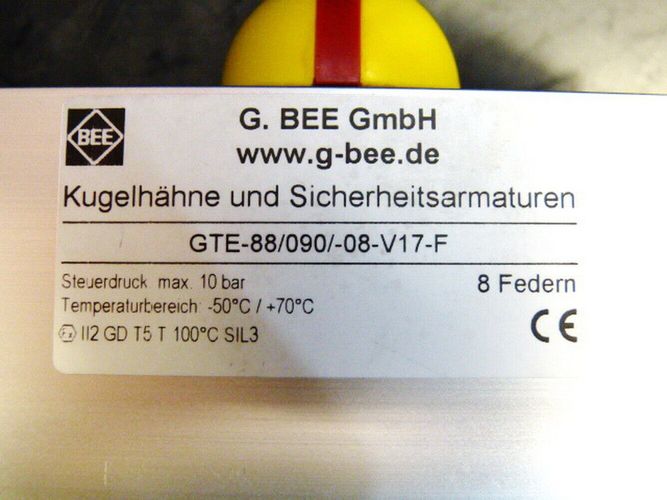 BEE
G. BEE GmbH
www.g-bee.de
Kugelhähne und Sicherheitsarmaturen
GTE-88/090/-08-V17-F
Steuerdruck max. 10 bar
8 Federn
Temperaturbereich: -50°C / +70°C
CE
Ex II2 GD T5 T 100°C SIL3